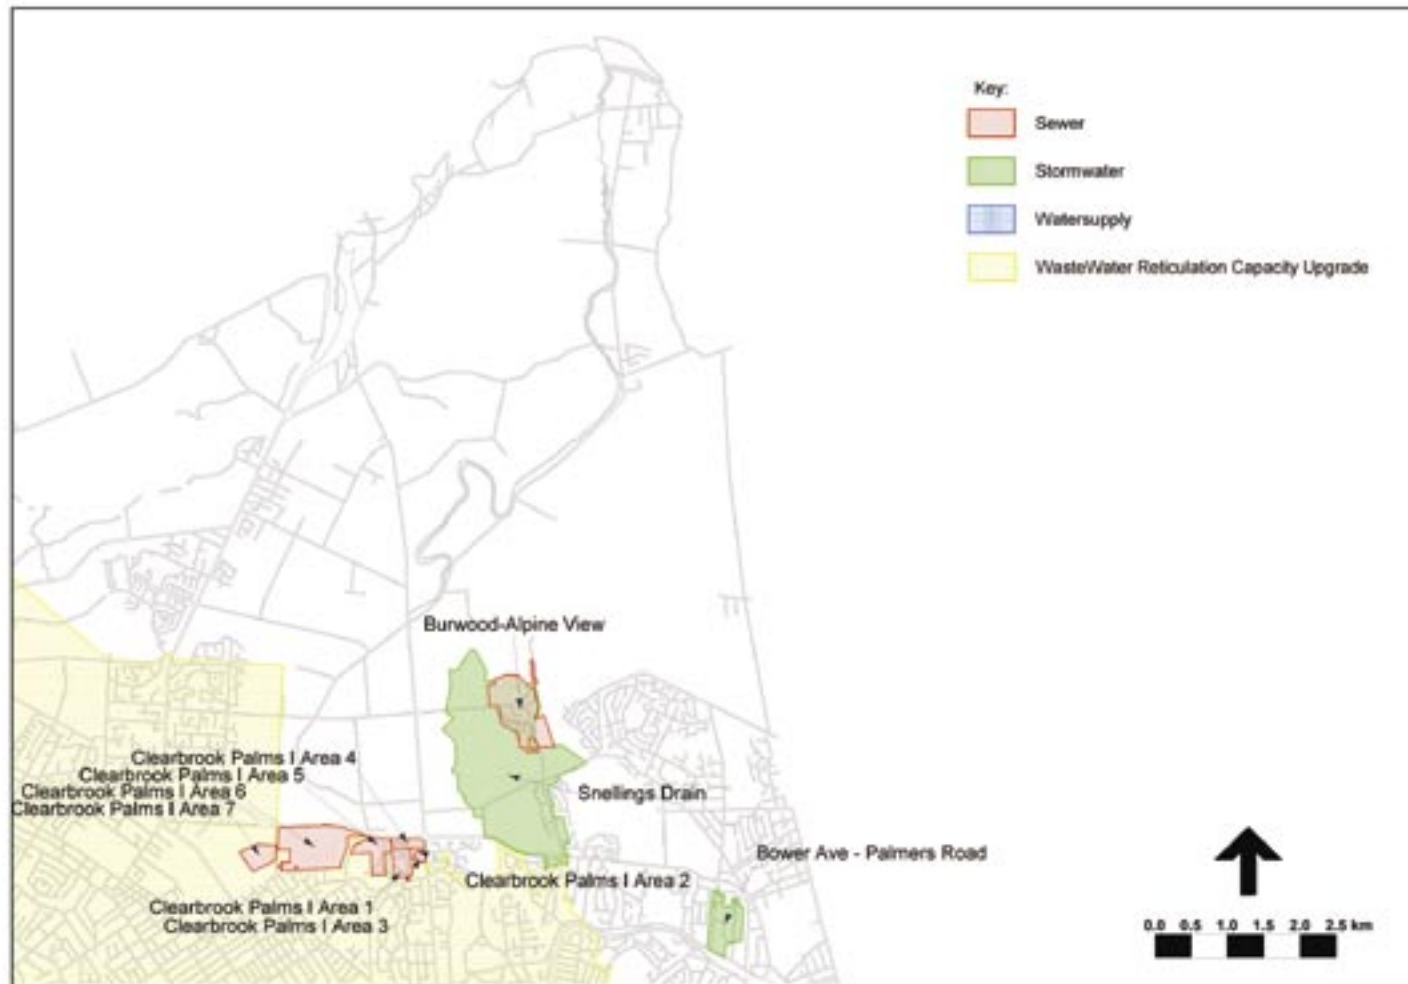 Key:
Sewer
Stormwater
Watersupply
WasteWater Reticulation Capacity Upgrade
Burwood-Alpine View
Clearbrook Palms I Area 4
Clearbrook Palms I Area 5
Clearbrook Palms I Area 6
Clearbrook Palms I Area 7
Snellings Drain
Bower Ave - Palmers Road
Clearbrook Palms I Area 2
Clearbrook Palms I Area 1
Clearbrook Palms I Area 3
0.0 0.5 1.0 1.5 2.0 2.5 km